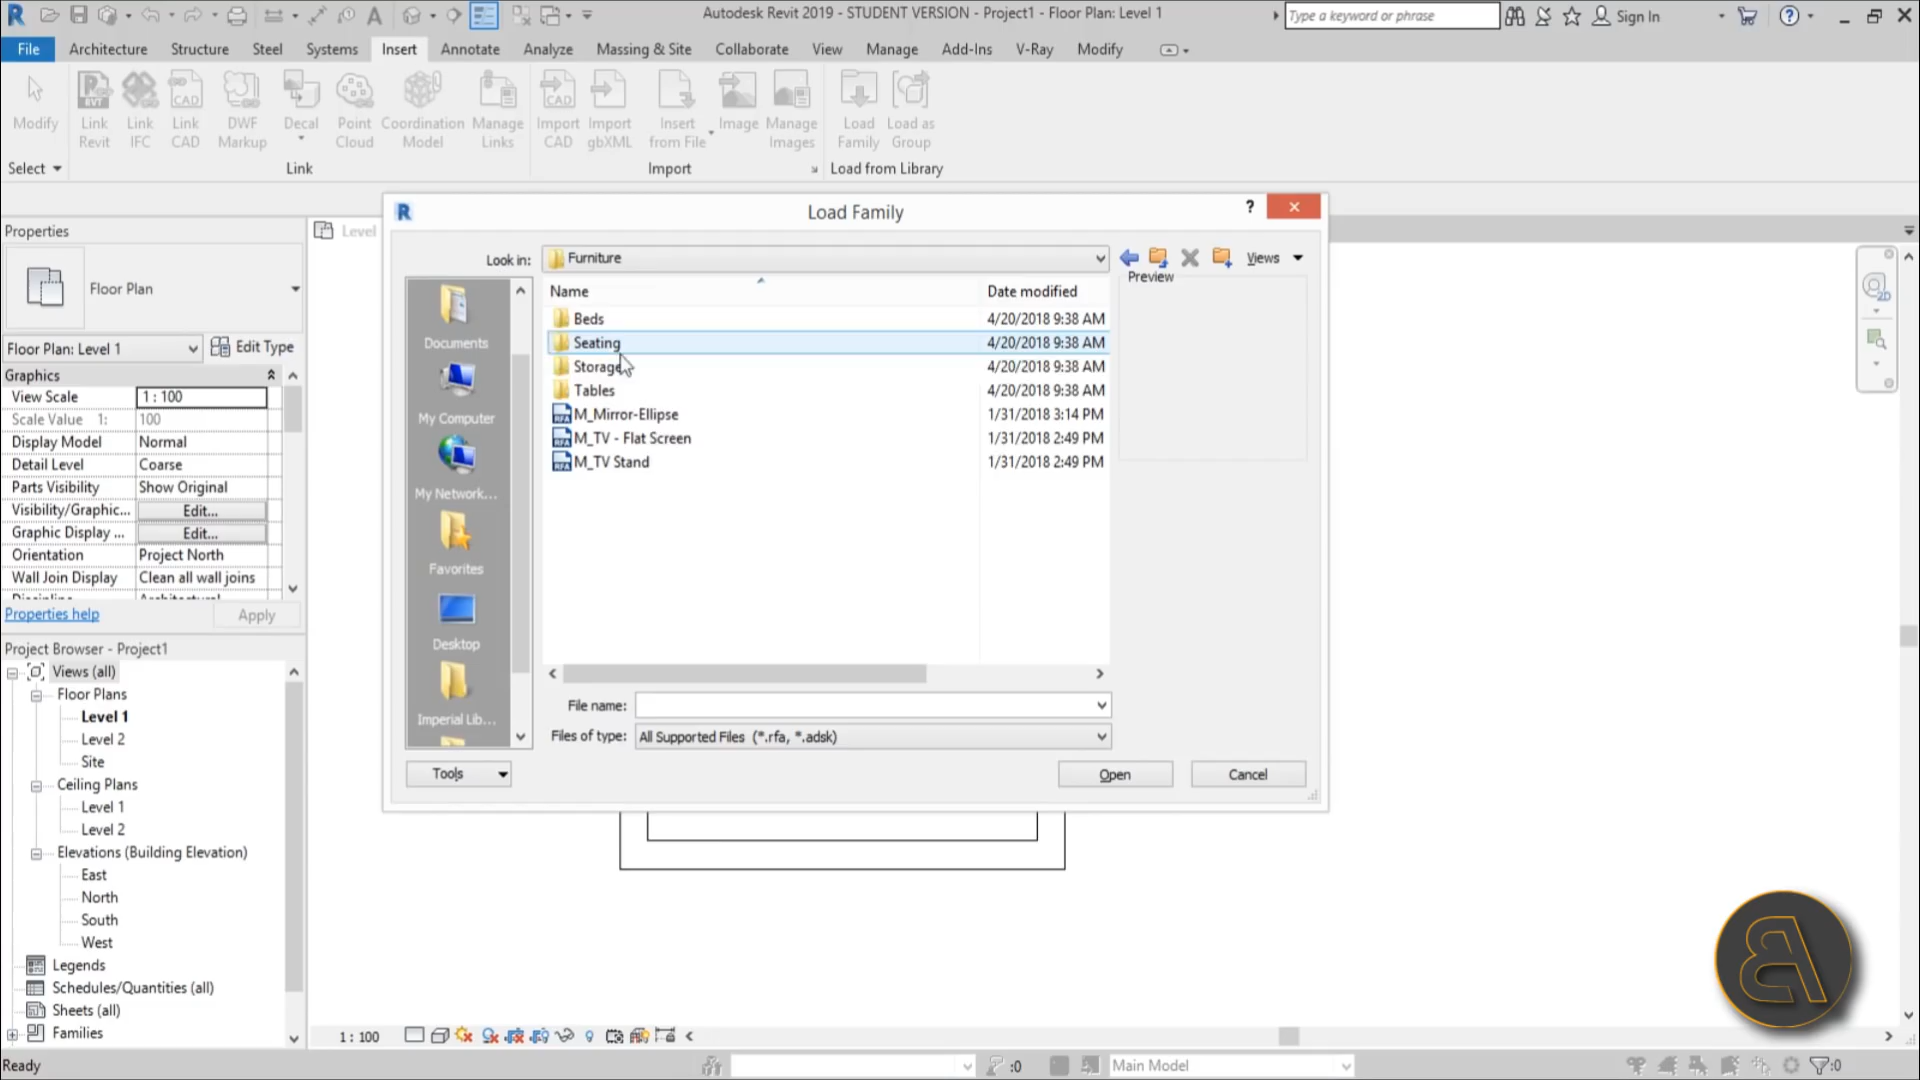 Autodesk Revit 2019 - STUDENT VERSION - Project1 - Floor Plan: Level 1
Type a keyword or phrase
Sign In
File Architecture Structure Steel Systems Insert Annotate Analyze Massing & Site Collaborate View Manage Add-Ins V-Ray Modify
Modify
Link Revit
Link IFC
Link CAD
DWF Markup
Decal
Point Cloud
Coordination Model
Manage Links
Import CAD
Import gbXML
Insert from File
Image
Manage Images
Load Family
Load as Group
Select
Link
Import
Load from Library
Properties
Floor Plan
Floor Plan: Level 1
Edit Type
Graphics
View Scale 1 : 100
Scale Value 1: 100
Display Model Normal
Detail Level Coarse
Parts Visibility Show Original
Visibility/Graphic... Edit...
Graphic Display ... Edit...
Orientation Project North
Wall Join Display Clean all wall joins
Properties help
Apply
Project Browser - Project1
Views (all)
Floor Plans
Level 1
Level 2
Site
Ceiling Plans
Level 1
Level 2
Elevations (Building Elevation)
East
North
South
West
Legends
Schedules/Quantities (all)
Sheets (all)
Families
Level
Load Family
Look in: Furniture
Views
Preview
Name Date modified
Beds 4/20/2018 9:38 AM
Seating 4/20/2018 9:38 AM
Storage 4/20/2018 9:38 AM
Tables 4/20/2018 9:38 AM
M_Mirror-Ellipse 1/31/2018 3:14 PM
M_TV - Flat Screen 1/31/2018 2:49 PM
M_TV Stand 1/31/2018 2:49 PM
Documents
My Computer
My Network...
Favorites
Desktop
Imperial Lib...
File name:
Files of type: All Supported Files (*.rfa, *.adsk)
Tools
Open
Cancel
1 : 100
Ready
:0
Main Model
:0